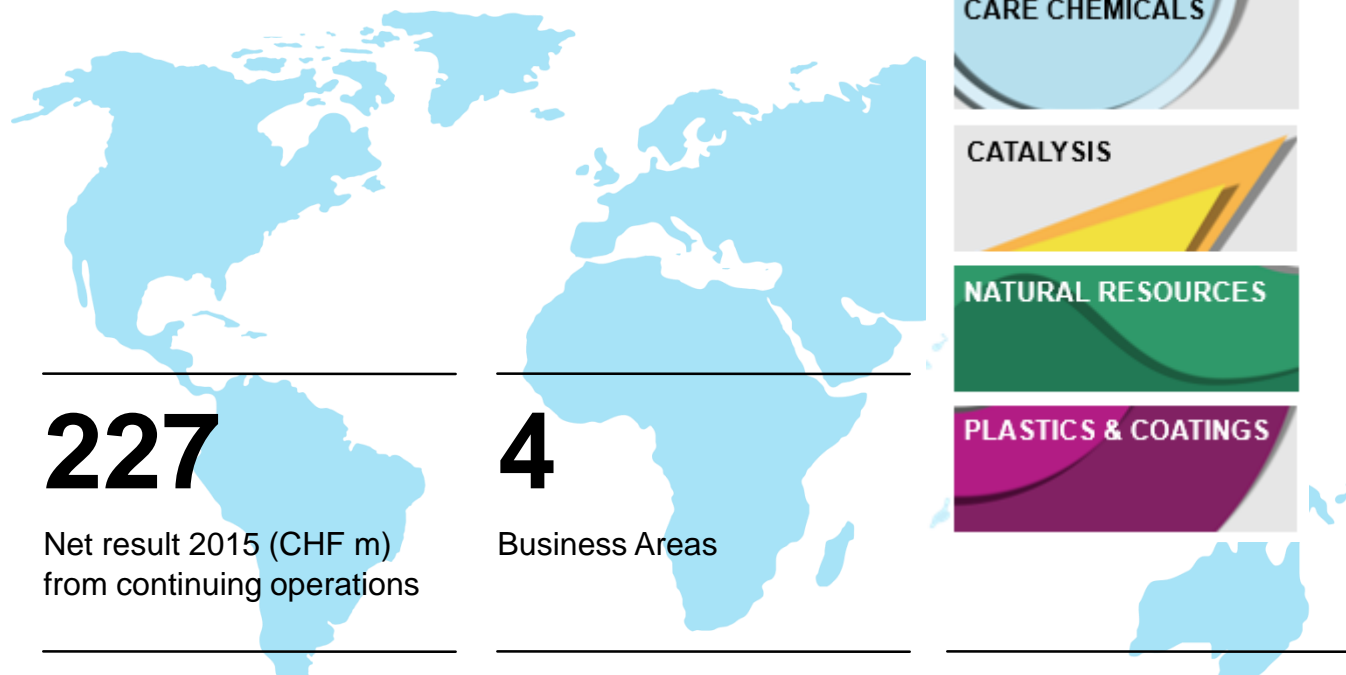 CARE CHEMICALS
CATALYSIS
NATURAL RESOURCES
PLASTICS & COATINGS
227
Net result 2015 (CHF m)
from continuing operations
4
Business Areas